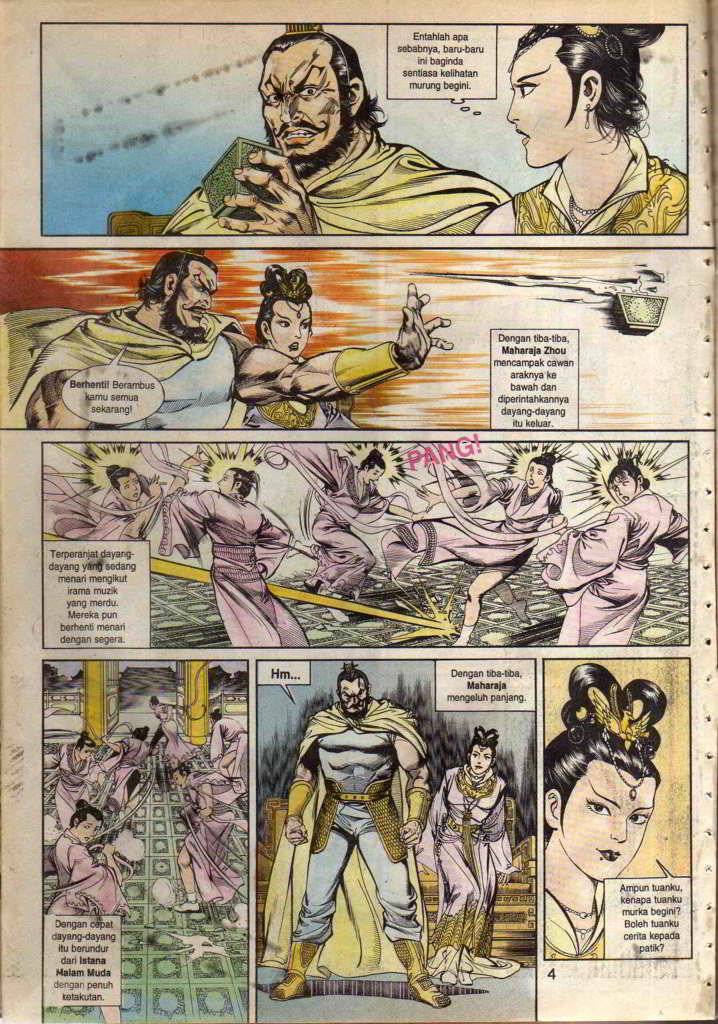 Entahlah apa
sebabnya, baru-baru
ini baginda
sentiasa kelihatan
murung begini.
Berhenti! Berambus
kamu semua
sekarang!
Dengan tiba-tiba,
Maharaja Zhou
mencampak cawan
araknya ke
bawah dan
diperintahkannya
dayang-dayang
itu keluar.
PANG!
Terperanjat dayang-
dayang yang sedang
menari mengikut
irama muzik
yang merdu.
Mereka pun
berhenti menari
dengan segera.
Dengan cepat
dayang-dayang
itu berundur
dari Istana
Malam Muda
dengan penuh
ketakutan.
Hm...
Dengan tiba-tiba,
Maharaja
mengeluh panjang.
Ampun tuanku,
kenapa tuanku
murka begini?
Boleh tuanku
cerita kepada
patik?
4